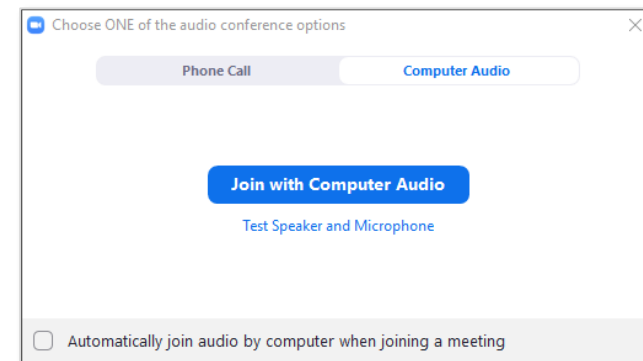 Choose ONE of the audio conference options
Phone Call
Computer Audio
Join with Computer Audio
Test Speaker and Microphone
Automatically join audio by computer when joining a meeting